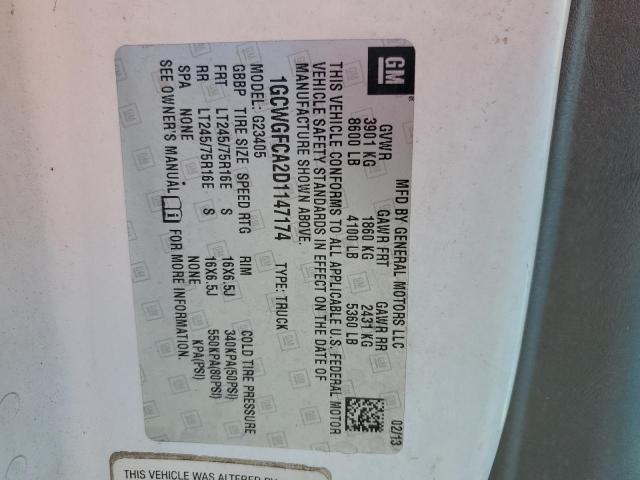 GM
MFD BY GENERAL MOTORS LLC 02/13
GVWR GAWR FRT GAWR RR
3901 KG 1860 KG 2431 KG
8600 LB 4100 LB 5360 LB
THIS VEHICLE CONFORMS TO ALL APPLICABLE U.S. FEDERAL MOTOR
VEHICLE SAFETY STANDARDS IN EFFECT ON THE DATE OF
MANUFACTURE SHOWN ABOVE.
1GCWGFCA2D1147174 TYPE: TRUCK
MODEL: G23405
GBBP TIRE SIZE SPEED RTG RIM COLD TIRE PRESSURE
FRT LT245/75R16E S 16X6.5J 340KPA(50PSI)
RR LT245/75R16E S 16X6.5J 550KPA(80PSI)
SPA NONE NONE KPA(PSI)
SEE OWNER'S MANUAL FOR MORE INFORMATION.
THIS VEHICLE WAS ALTERED BY